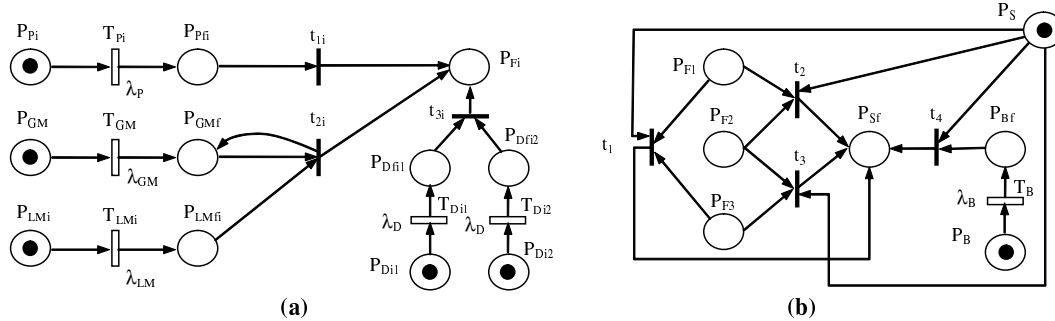 P_Pi T_Pi P_Pfi t_1i
λ_P
P_Fi
P_GM T_GM P_GMf t_2i
λ_GM
t_3i
P_Dfi1 P_Dfi2
P_LMi T_LMi P_LMfi
λ_LM
λ_D T_Di1 λ_D T_Di2
P_Di1 P_Di2
(a)
P_S
P_F1 t_2
P_F2 P_Sf t_4 P_Bf
t_1
t_3
P_F3
λ_B T_B
P_B
(b)